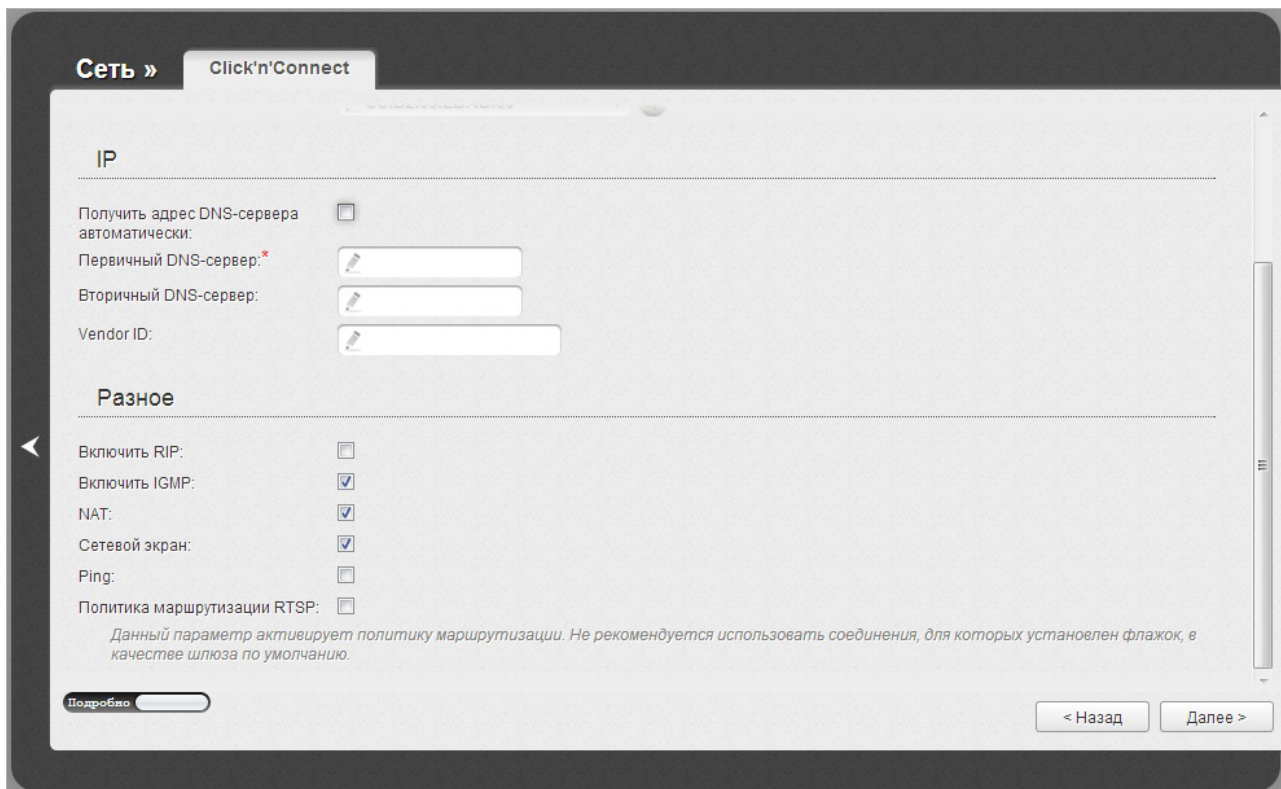 Сеть »
Click'n'Connect
IP
Получить адрес DNS-сервера
автоматически:
Первичный DNS-сервер:*
Вторичный DNS-сервер:
Vendor ID:
Разное
Включить RIP:
Включить IGMP:
NAT:
Сетевой экран:
Ping:
Политика маршрутизации RTSP:
Данный параметр активирует политику маршрутизации. Не рекомендуется использовать соединения, для которых установлен флажок, в
качестве шлюза по умолчанию.
Подробно
< Назад
Далее >